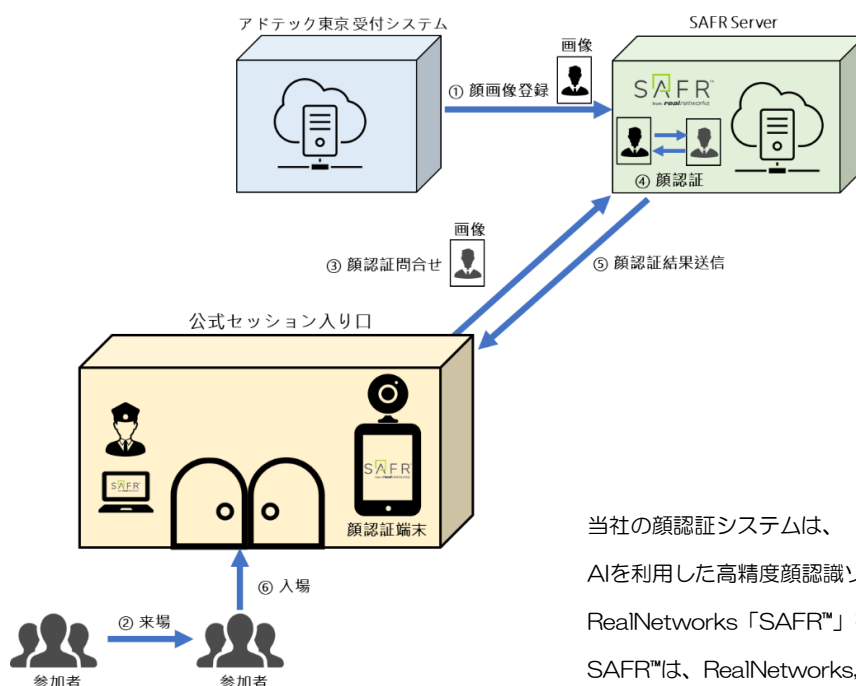 アドテック東京 受付システム
SAFR Server
画像
① 顔画像登録
SAFR™
from realnetworks
④ 顔認証
画像
③ 顔認証問合せ
⑤ 顔認証結果送信
公式セッション入り口
SAFR
SAFR
顔認証端末
⑥ 入場
② 来場
参加者
参加者
当社の顔認証システムは、
AIを利用した高精度顔認識ソ
RealNetworks「SAFR™」
SAFR™は、RealNetworks,